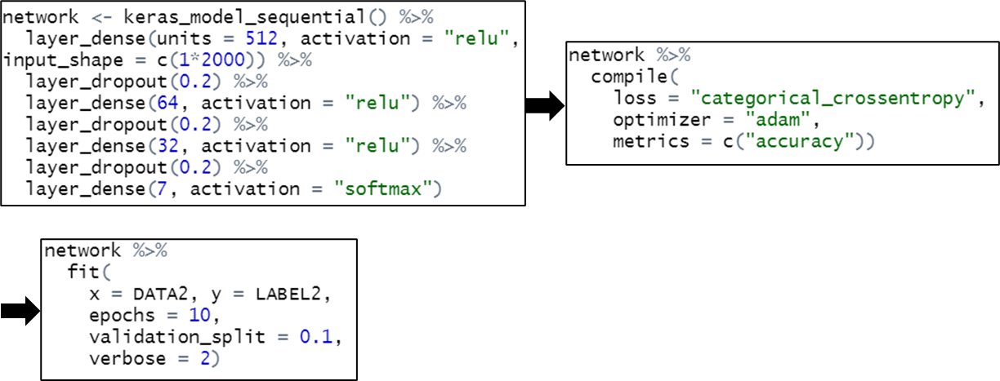 network <- keras_model_sequential() %>%
  layer_dense(units = 512, activation = "relu",
input_shape = c(1*2000)) %>%
  layer_dropout(0.2) %>%
  layer_dense(64, activation = "relu") %>%
  layer_dropout(0.2) %>%
  layer_dense(32, activation = "relu") %>%
  layer_dropout(0.2) %>%
  layer_dense(7, activation = "softmax")
network %>%
  compile(
    loss = "categorical_crossentropy",
    optimizer = "adam",
    metrics = c("accuracy"))
network %>%
  fit(
    x = DATA2, y = LABEL2,
    epochs = 10,
    validation_split = 0.1,
    verbose = 2)